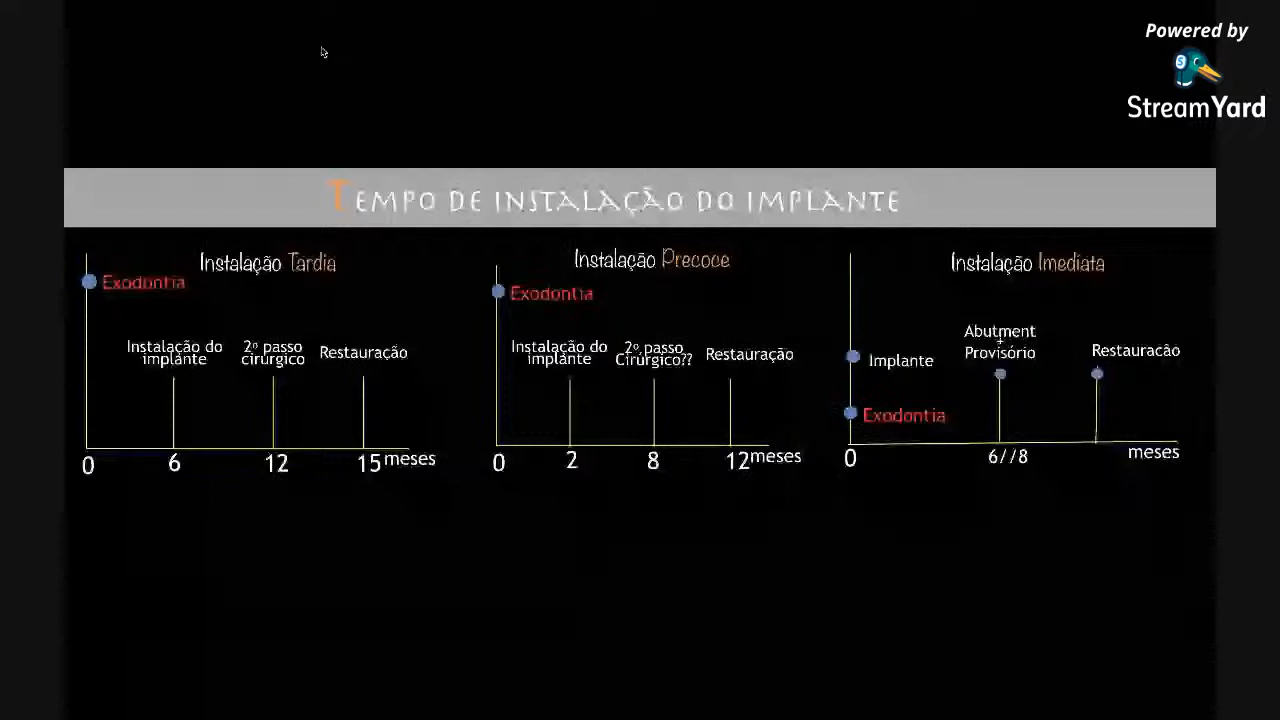 Powered by
StreamYard
TEMPO DE INSTALAÇÃO DO IMPLANTE
Instalação Tardia
Exodontia
Instalação do
implante
2º passo
cirúrgico
Restauração
0
6
12
15 meses
Instalação Precoce
Exodontia
Instalação do
implante
2º passo
Cirúrgico??
Restauração
0
2
8
12 meses
Instalação Imediata
Abutment
+
Provisório
Restauracão
Implante
Exodontia
0
6//8
meses